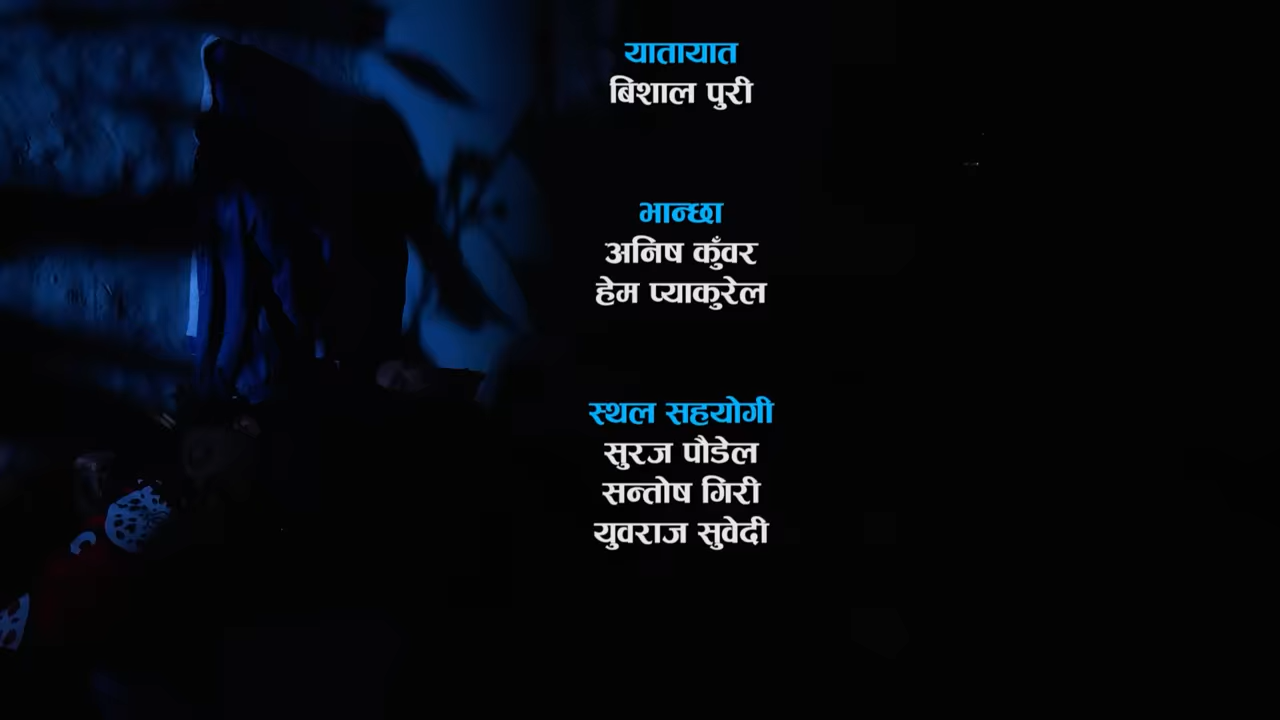 यातायात
बिशाल पुरी
भान्छा
अनिष कुँवर
हेम प्याकुरेल
स्थल सहयोगी
सुरज पौडेल
सन्तोष गिरी
युवराज सुवेदी